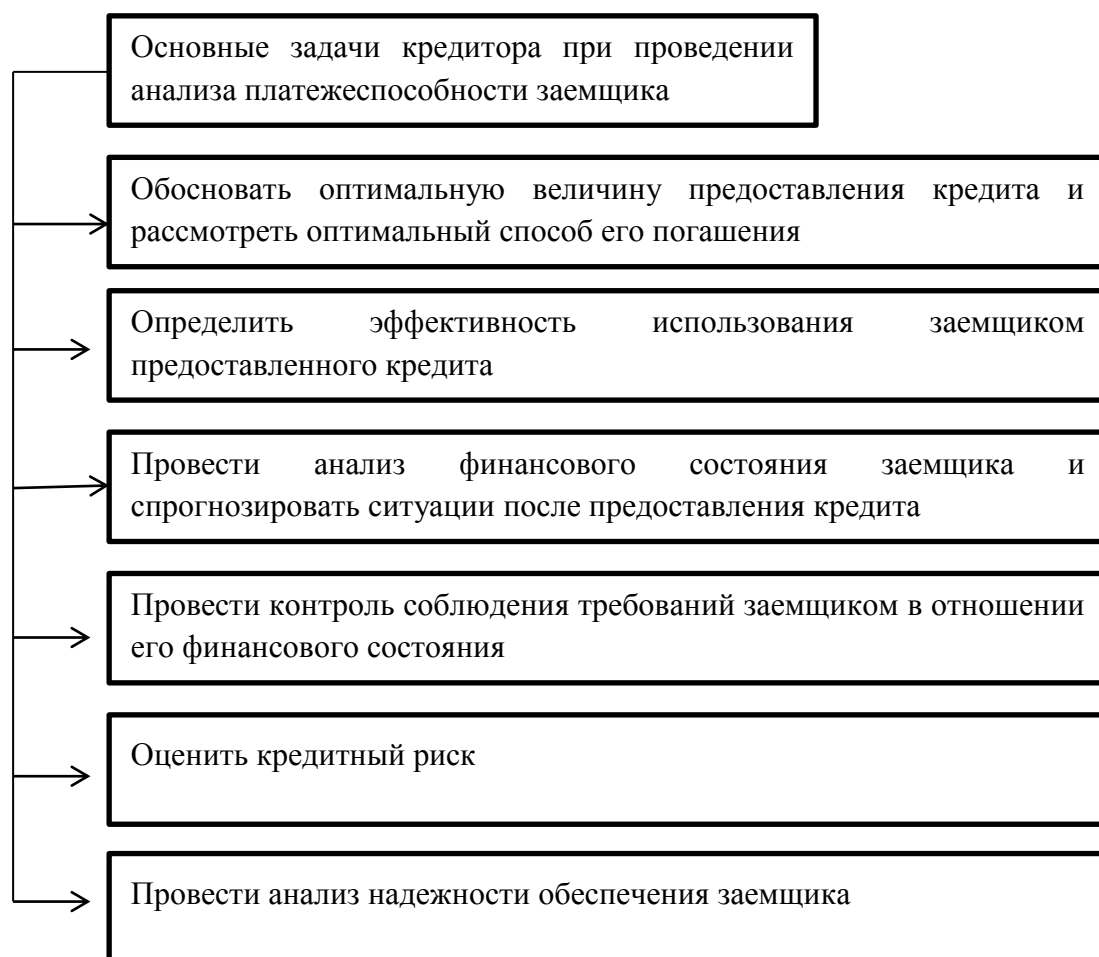 Основные задачи кредитора при проведении
анализа платежеспособности заемщика
Обосновать оптимальную величину предоставления кредита и
рассмотреть оптимальный способ его погашения
Определить эффективность использования заемщиком
предоставленного кредита
Провести анализ финансового состояния заемщика и
спрогнозировать ситуации после предоставления кредита
Провести контроль соблюдения требований заемщиком в отношении
его финансового состояния
Оценить кредитный риск
Провести анализ надежности обеспечения заемщика